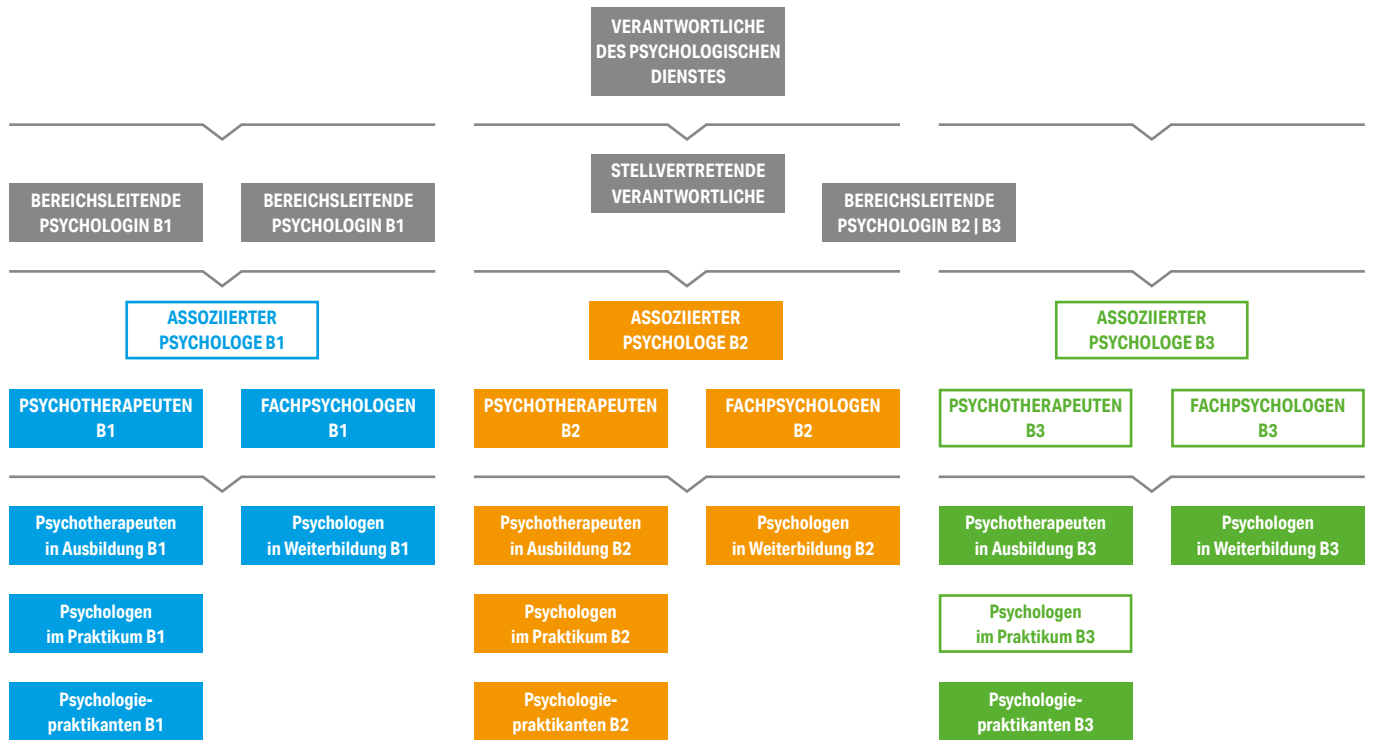 VERANTWORTLICHE
DES PSYCHOLOGISCHEN
DIENSTES
STELLVERTRETENDE
VERANTWORTLICHE
BEREICHSLEITENDE
PSYCHOLOGIN B1
BEREICHSLEITENDE
PSYCHOLOGIN B1
BEREICHSLEITENDE
PSYCHOLOGIN B2 | B3
ASSOZIIERTER
PSYCHOLOGE B1
ASSOZIIERTER
PSYCHOLOGE B2
ASSOZIIERTER
PSYCHOLOGE B3
PSYCHOTHERAPEUTEN
B1
FACHPSYCHOLOGEN
B1
PSYCHOTHERAPEUTEN
B2
FACHPSYCHOLOGEN
B2
PSYCHOTHERAPEUTEN
B3
FACHPSYCHOLOGEN
B3
Psychotherapeuten
in Ausbildung B1
Psychologen
in Weiterbildung B1
Psychotherapeuten
in Ausbildung B2
Psychologen
in Weiterbildung B2
Psychotherapeuten
in Ausbildung B3
Psychologen
in Weiterbildung B3
Psychologen
im Praktikum B1
Psychologen
im Praktikum B2
Psychologen
im Praktikum B3
Psychologie-
praktikanten B1
Psychologie-
praktikanten B2
Psychologie-
praktikanten B3